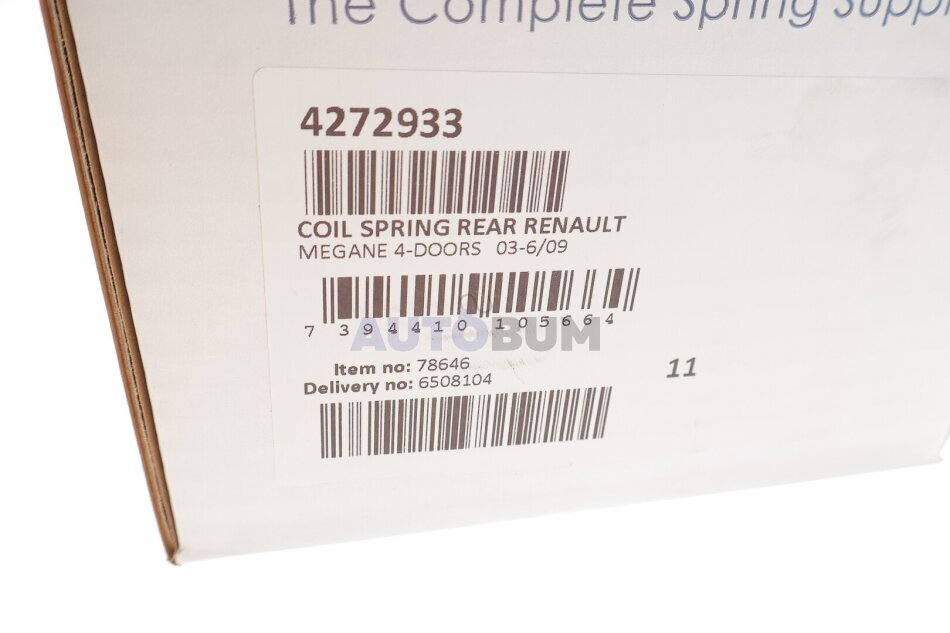 The Complete Spring Suppl
4272933
COIL SPRING REAR RENAULT
MEGANE 4-DOORS 03-6/09
7 394410 105664
AUTOBUM
Item no: 78646
Delivery no: 6508104
11